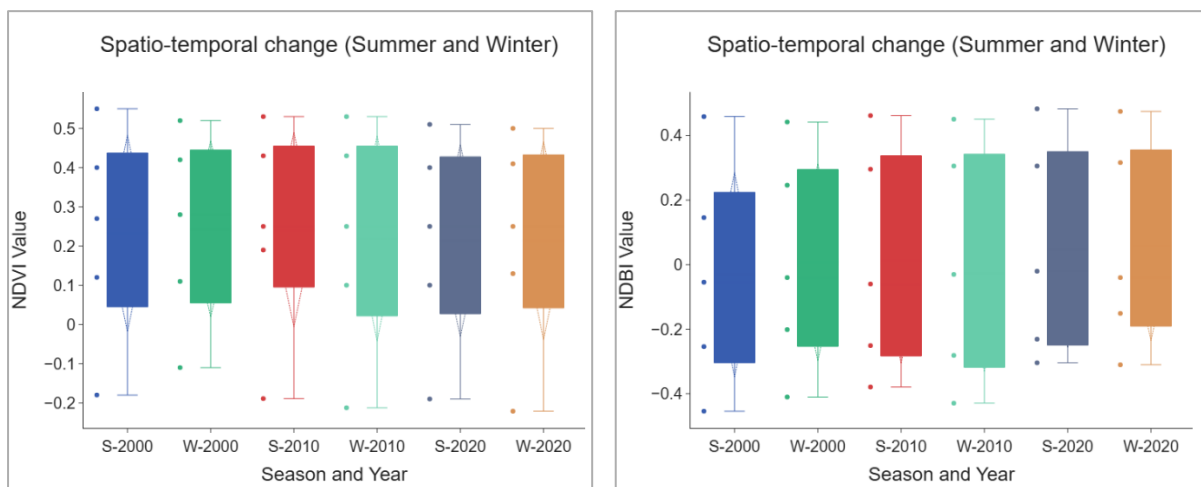 Spatio-temporal change (Summer and Winter)
NDVI Value
0.5
0.4
0.3
0.2
0.1
0
−0.1
−0.2
S-2000 W-2000 S-2010 W-2010 S-2020 W-2020
Season and Year
Spatio-temporal change (Summer and Winter)
NDBI Value
0.4
0.2
0
−0.2
−0.4
S-2000 W-2000 S-2010 W-2010 S-2020 W-2020
Season and Year